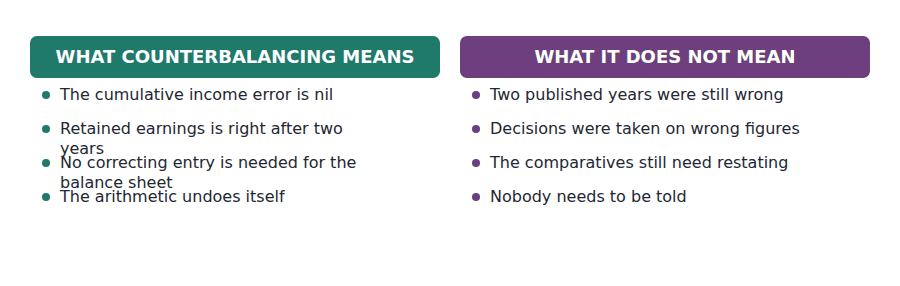 WHAT COUNTERBALANCING MEANS
The cumulative income error is nil
Retained earnings is right after two
years
No correcting entry is needed for the
balance sheet
The arithmetic undoes itself
WHAT IT DOES NOT MEAN
Two published years were still wrong
Decisions were taken on wrong figures
The comparatives still need restating
Nobody needs to be told